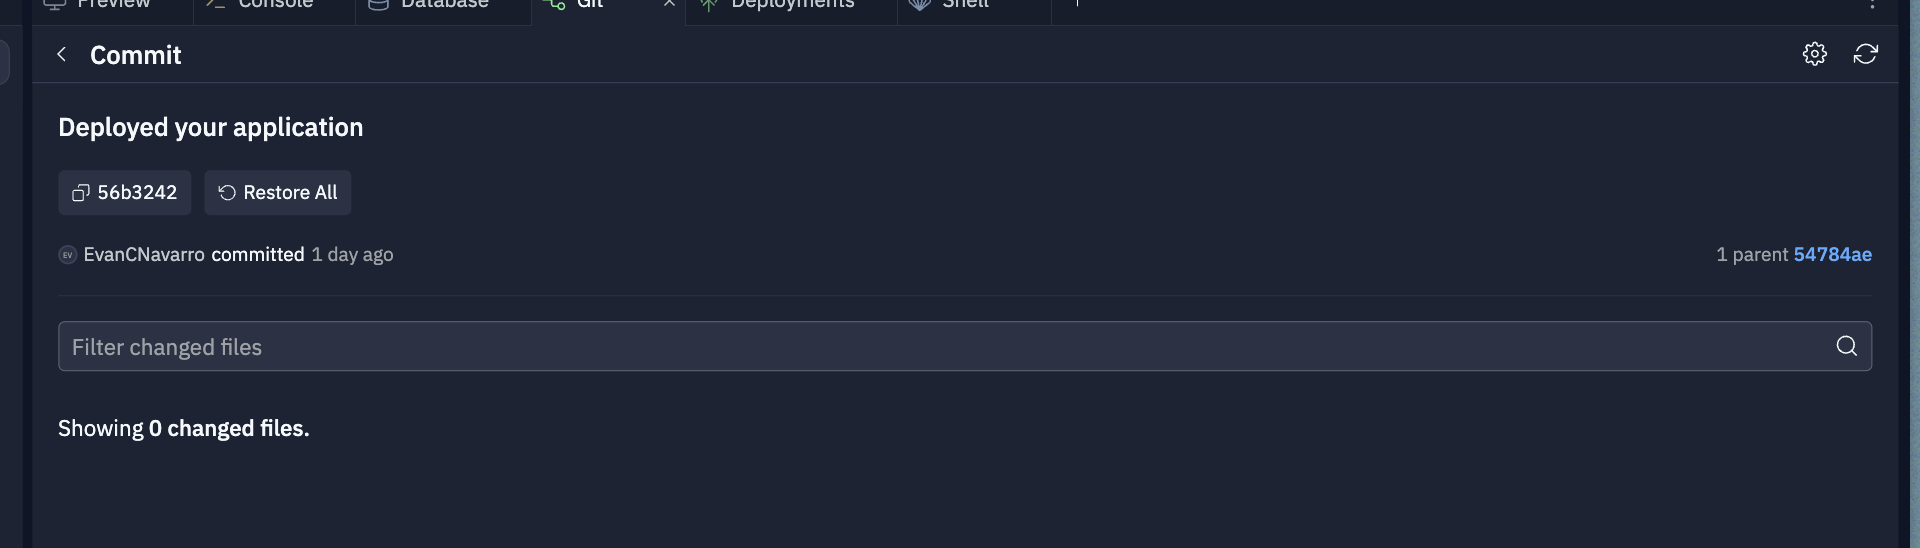 Preview Console Database Git Deployments Shell
Commit
Deployed your application
56b3242 Restore All
EV EvanCNavarro committed 1 day ago 1 parent 54784ae
Filter changed files
Showing 0 changed files.